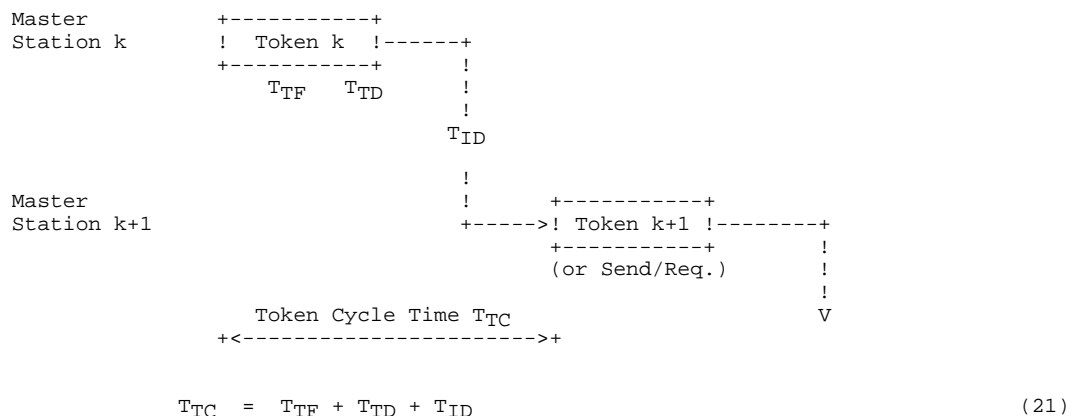 Master +-----------+
Station k ! Token k !------+
+-----------+ !
TTF TTD !
!
TID
!
Master ! +-----------+
Station k+1 +----->! Token k+1 !--------+
+-----------+ !
(or Send/Req.) !
!
Token Cycle Time TTC V
+<----------------------->+
TTC = TTF + TTD + TID (21)